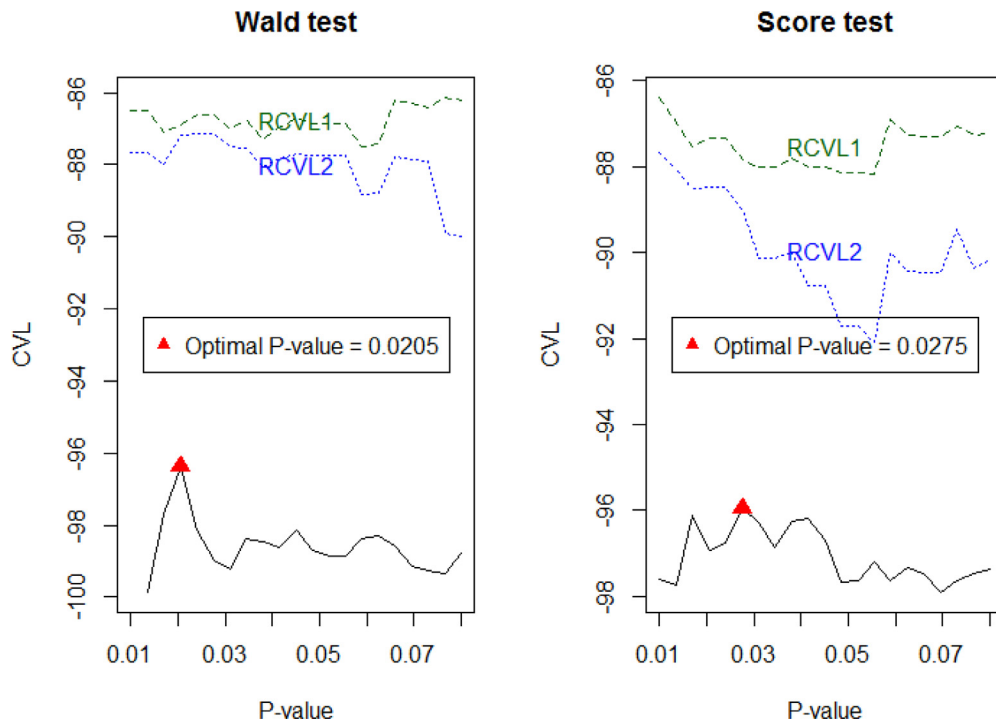 Wald test
CVL
-86
-88
-90
-92
-94
-96
-98
-100
RCVL1
RCVL2
Optimal P-value = 0.0205
0.01
0.03
0.05
0.07
P-value
Score test
CVL
-86
-88
-90
-92
-94
-96
-98
RCVL1
RCVL2
Optimal P-value = 0.0275
0.01
0.03
0.05
0.07
P-value